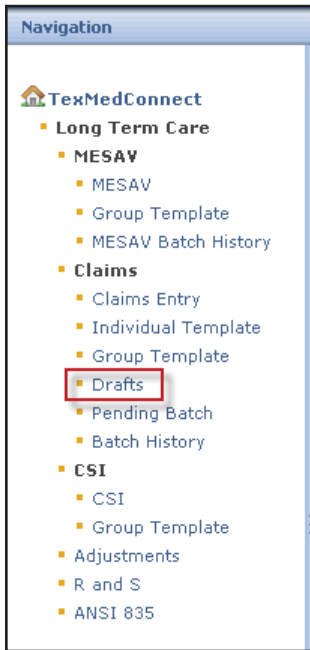 Navigation
TexMedConnect
Long Term Care
MESAV
MESAV
Group Template
MESAV Batch History
Claims
Claims Entry
Individual Template
Group Template
Drafts
Pending Batch
Batch History
CSI
CSI
Group Template
Adjustments
R and S
ANSI 835